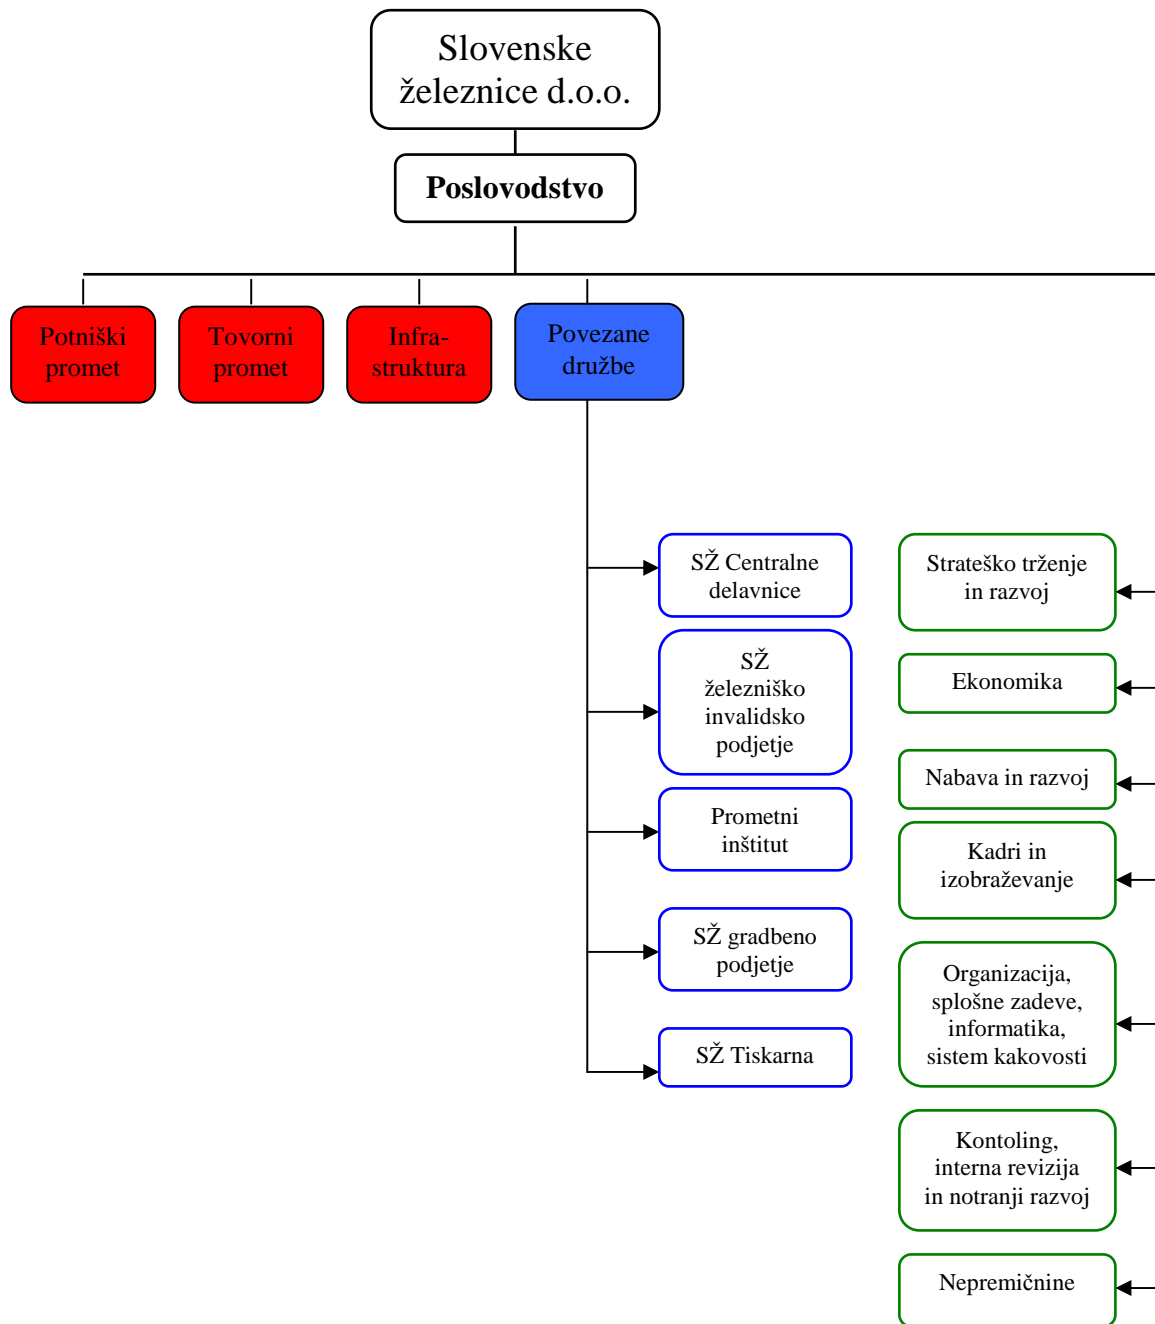 Slovenske
železnice d.o.o.
Poslovodstvo
Potniški
promet
Tovorni
promet
Infra-
struktura
Povezane
družbe
SŽ Centralne
delavnice
SŽ
železniško
invalidsko
podjetje
Prometni
inštitut
SŽ gradbeno
podjetje
SŽ Tiskarna
Strateško trženje
in razvoj
Ekonomika
Nabava in razvoj
Kadri in
izobraževanje
Organizacija,
splošne zadeve,
informatika,
sistem kakovosti
Kontoling,
interna revizija
in notranji razvoj
Nepremičnine